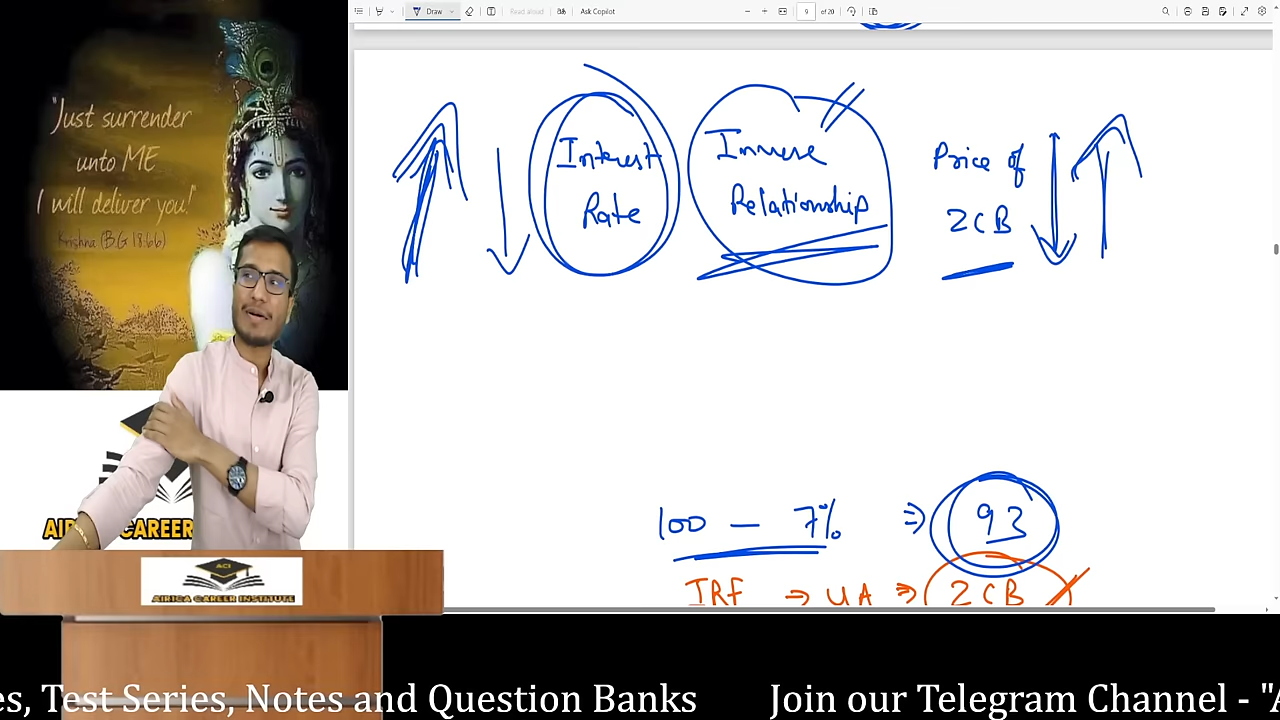 Draw
Read aloud
Ask Copilot
9
of 20
"Just surrender
unto ME
I will deliver you!"
Krishna (B.G 18:66)
Interest
Rate
Inverse
Relationship
Price of
ZCB
100 — 7% ⇒ 93
IRF → UA ⇒ ZCB
ACI
AIRICA CAREER INSTITUTE
es, Test Series, Notes and Question Banks
Join our Telegram Channel - "A